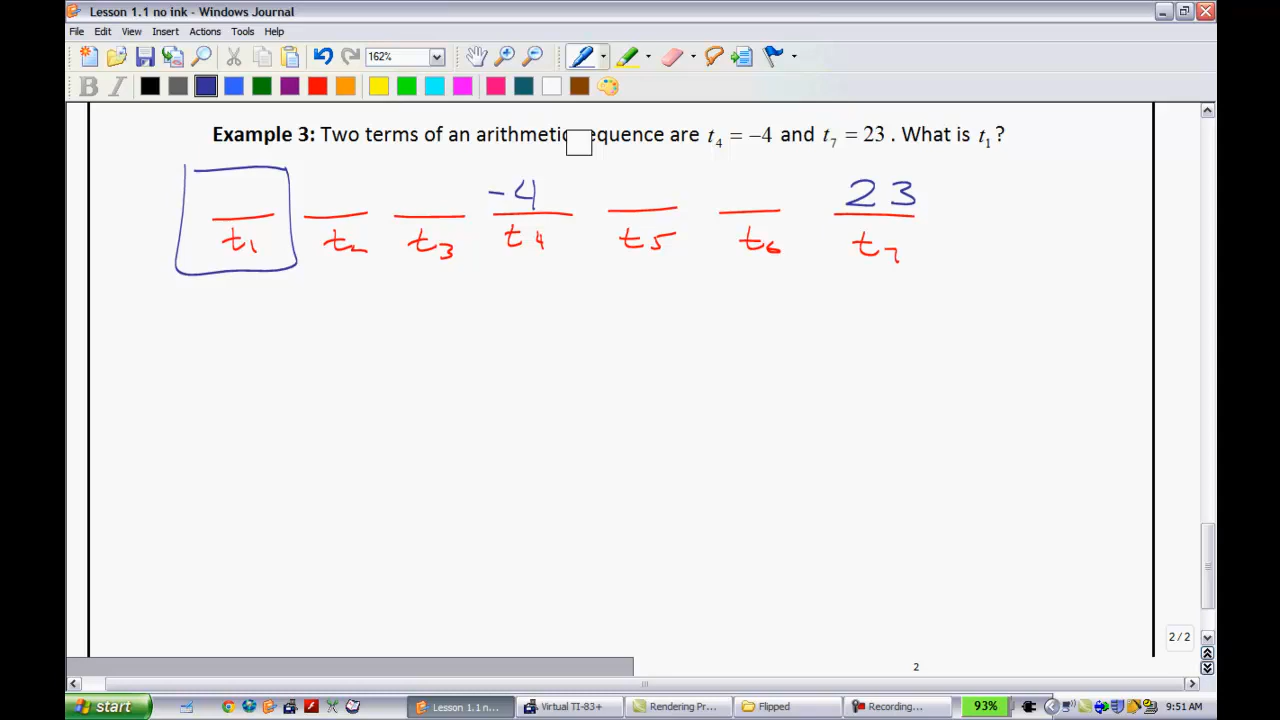 Lesson 1.1 no ink - Windows Journal
File Edit View Insert Actions Tools Help
162%
B I
Example 3: Two terms of an arithmetic equence are t₄ = −4 and t₇ = 23 . What is t₁ ?
-4 23
t₁ t₂ t₃ t₄ t₅ t₆ t₇
2 / 2
2
start Lesson 1.1 n... Virtual TI-83+ Rendering Pr... Flipped Recording... 93% 9:51 AM